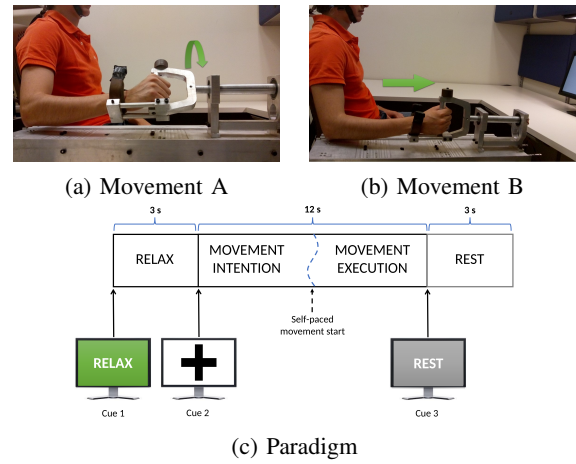 (a) Movement A
(b) Movement B
3 s
12 s
3 s
RELAX
MOVEMENT
INTENTION
MOVEMENT
EXECUTION
REST
Self-paced
movement start
RELAX
REST
Cue 1
Cue 2
Cue 3
(c) Paradigm